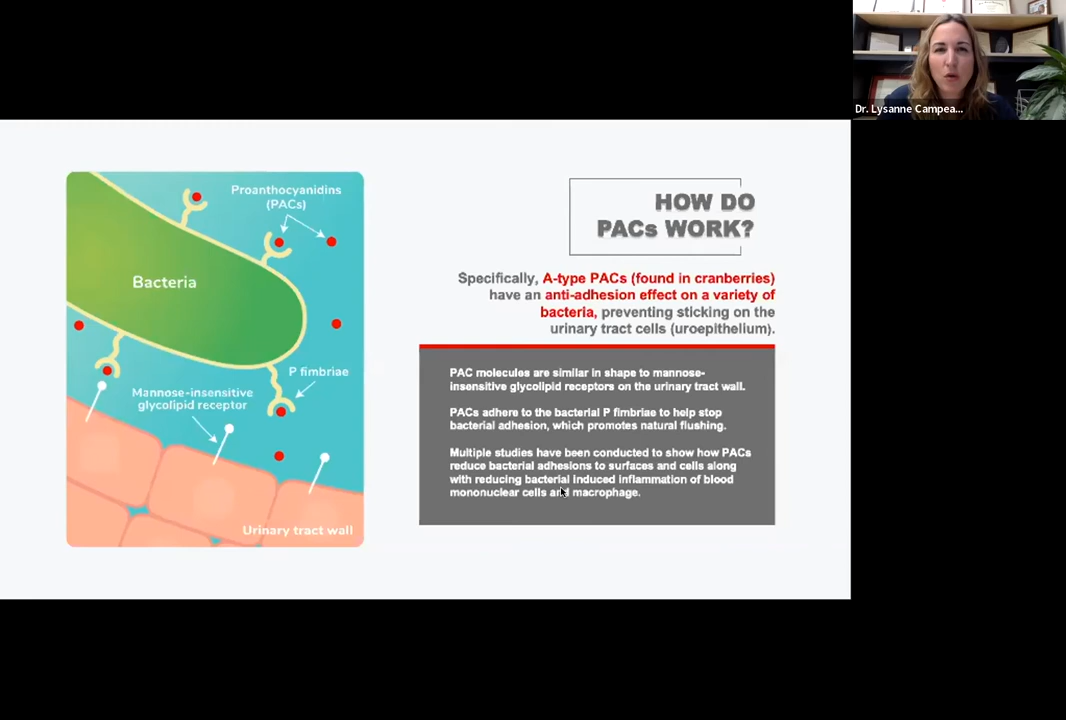 Dr. Lysanne Campea...
Proanthocyanidins
(PACs)
Bacteria
P fimbriae
Mannose-insensitive
glycolipid receptor
Urinary tract wall
HOW DO
PACs WORK?
Specifically, A-type PACs (found in cranberries)
have an anti-adhesion effect on a variety of
bacteria, preventing sticking on the
urinary tract cells (uroepithelium).
PAC molecules are similar in shape to mannose-
insensitive glycolipid receptors on the urinary tract wall.
PACs adhere to the bacterial P fimbriae to help stop
bacterial adhesion, which promotes natural flushing.
Multiple studies have been conducted to show how PACs
reduce bacterial adhesions to surfaces and cells along
with reducing bacterial induced inflammation of blood
mononuclear cells and macrophage.